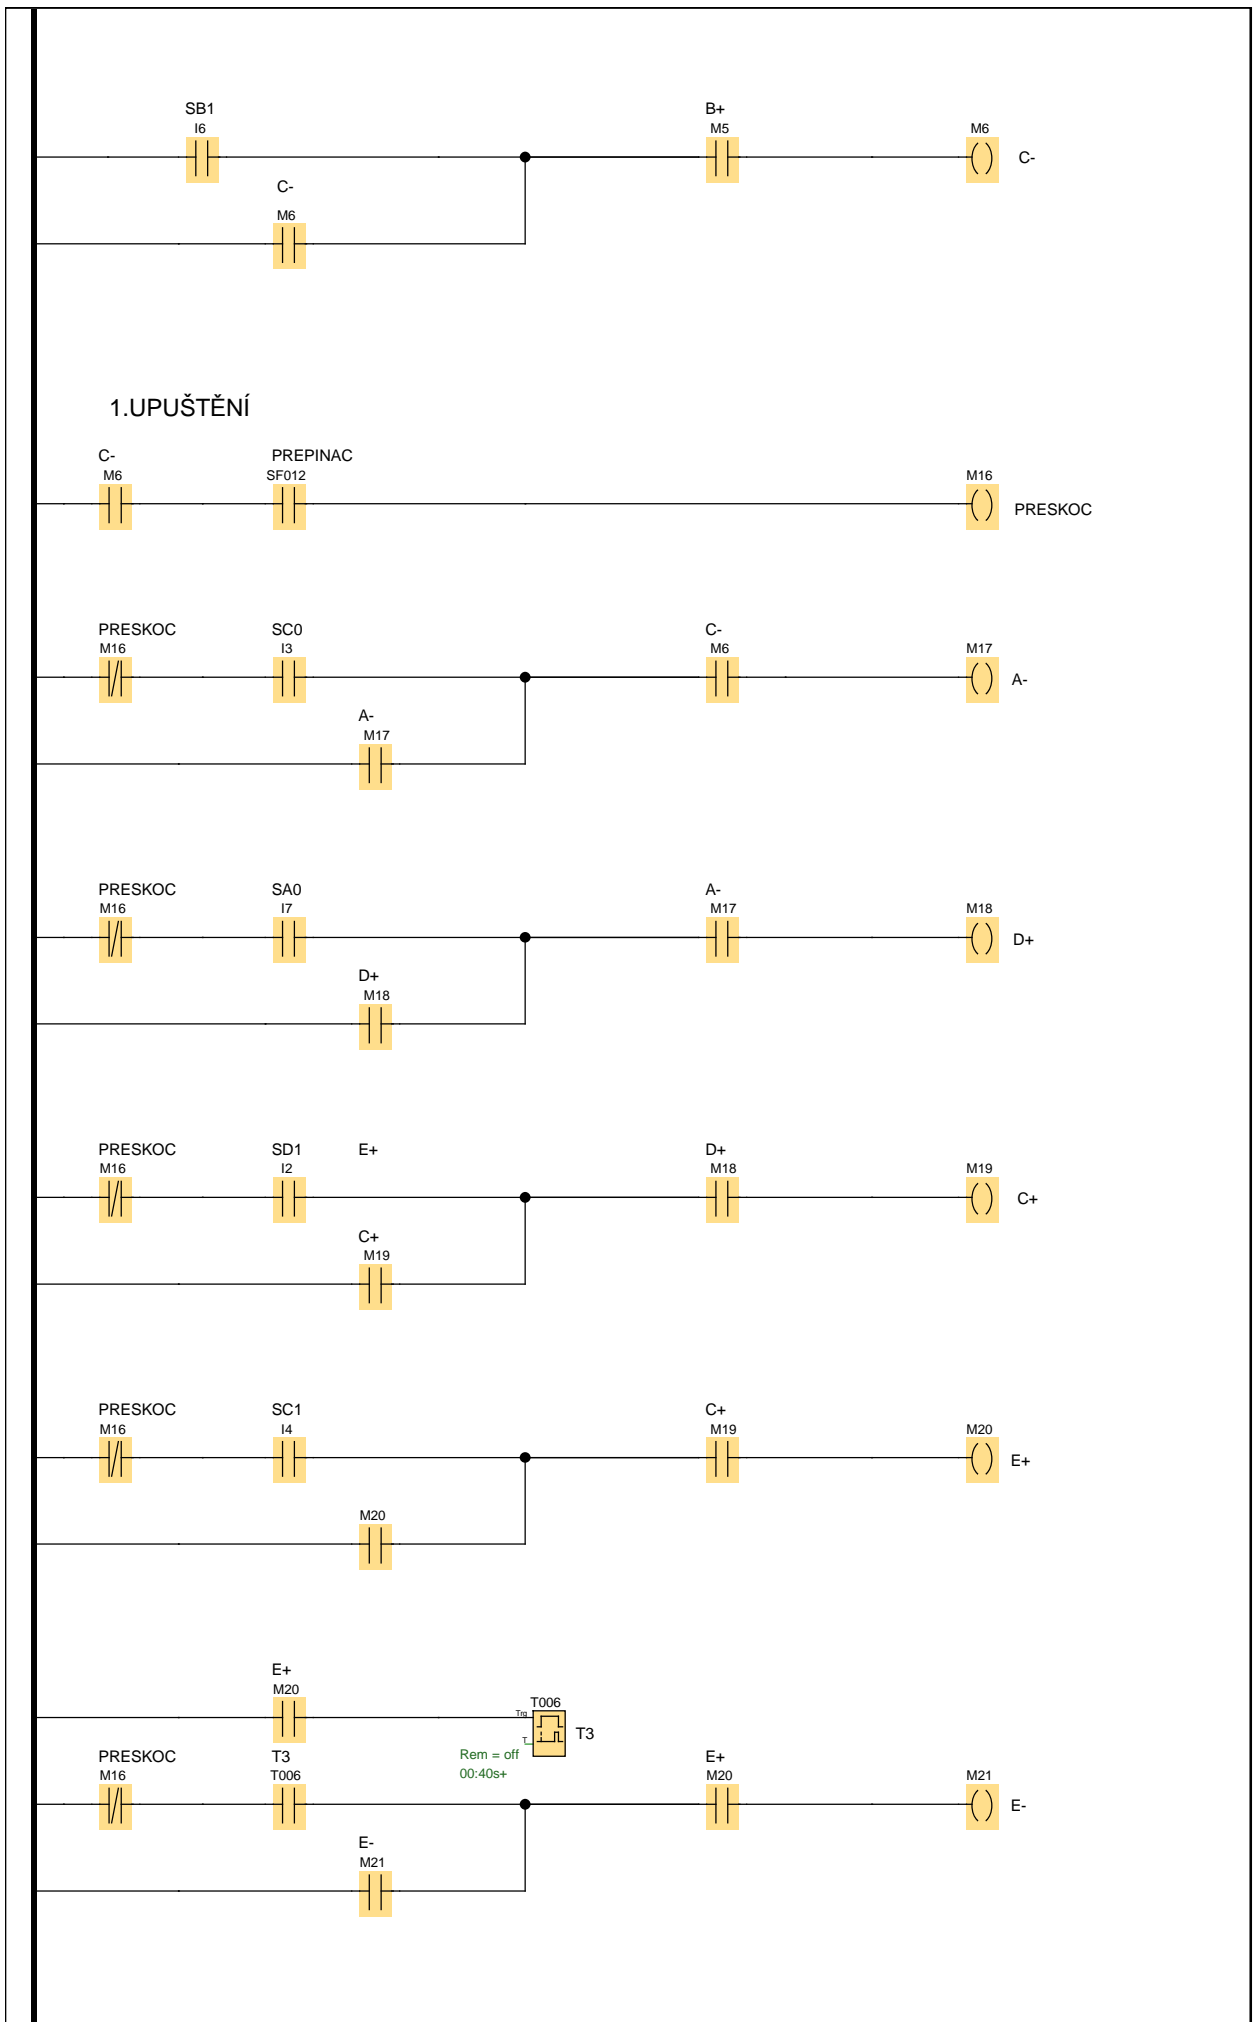 SB1 B+
I6 M5 M6
C-
C-
M6
1.UPUŠTĚNÍ
C- PREPINAC
M6 SF012 M16
PRESKOC
PRESKOC SC0 C-
M16 I3 M6 M17
A-
A-
M17
PRESKOC SA0 A-
M16 I7 M17 M18
D+
D+
M18
PRESKOC SD1 E+ D+
M16 I2 M18 M19
C+
C+
M19
PRESKOC SC1 C+
M16 I4 M19 M20
E+
M20
E+
M20 T006
Trg
T3
T
Rem = off
00:40s+
PRESKOC T3 E+
M16 T006 M20 M21
E-
E-
M21